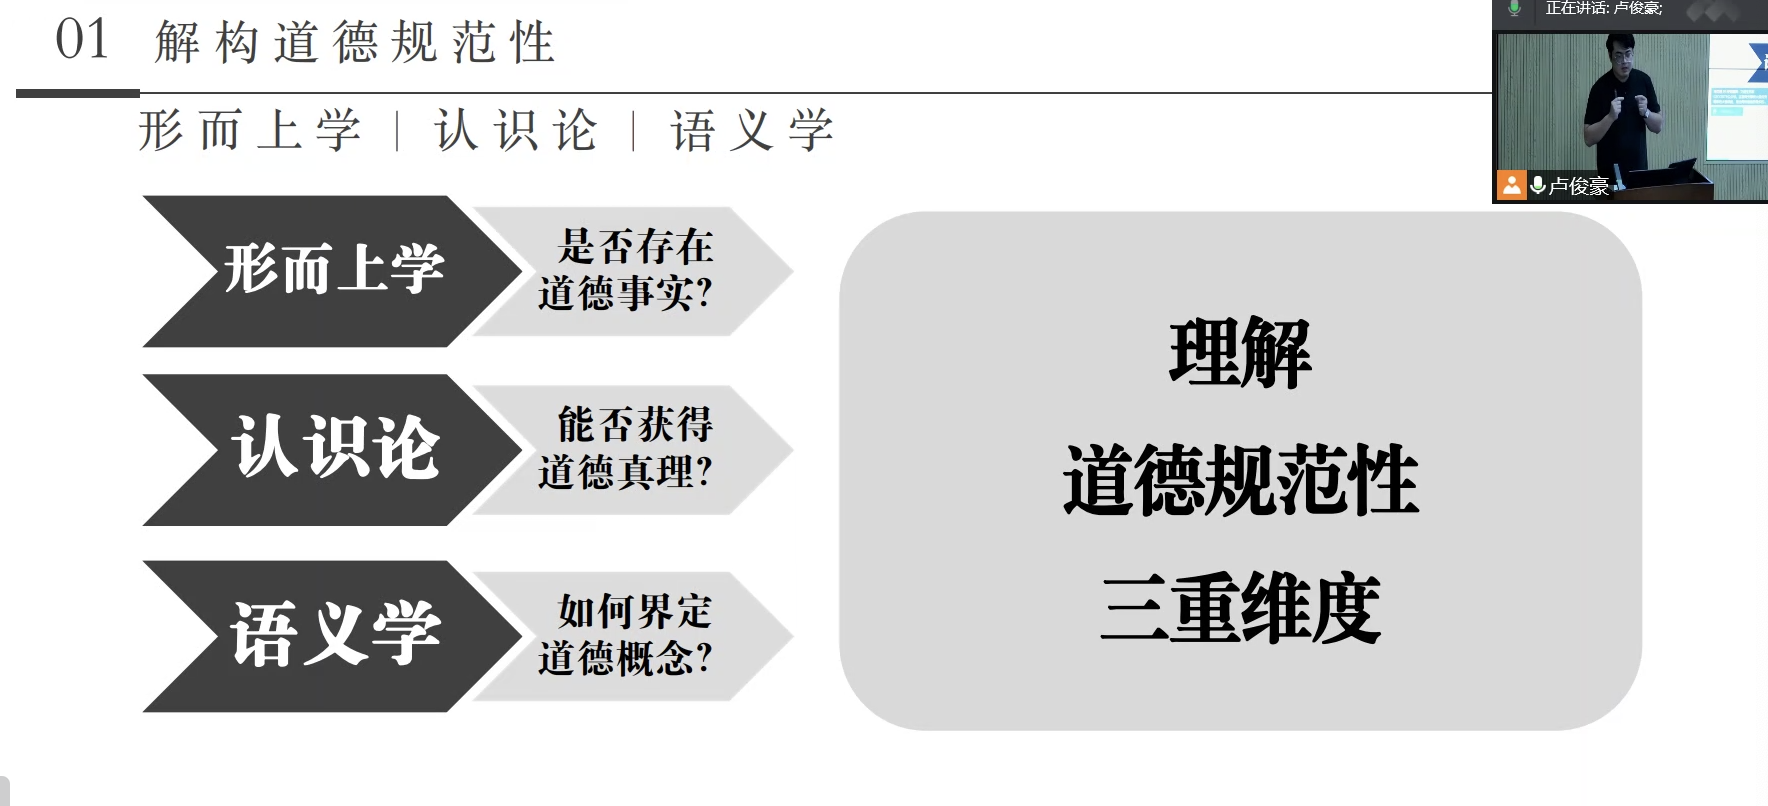 01 解构道德规范性
正在讲话: 卢俊豪;
形而上学 | 认识论 | 语义学
卢俊豪
形而上学
是否存在
道德事实?
认识论
能否获得
道德真理?
语义学
如何界定
道德概念?
理解
道德规范性
三重维度